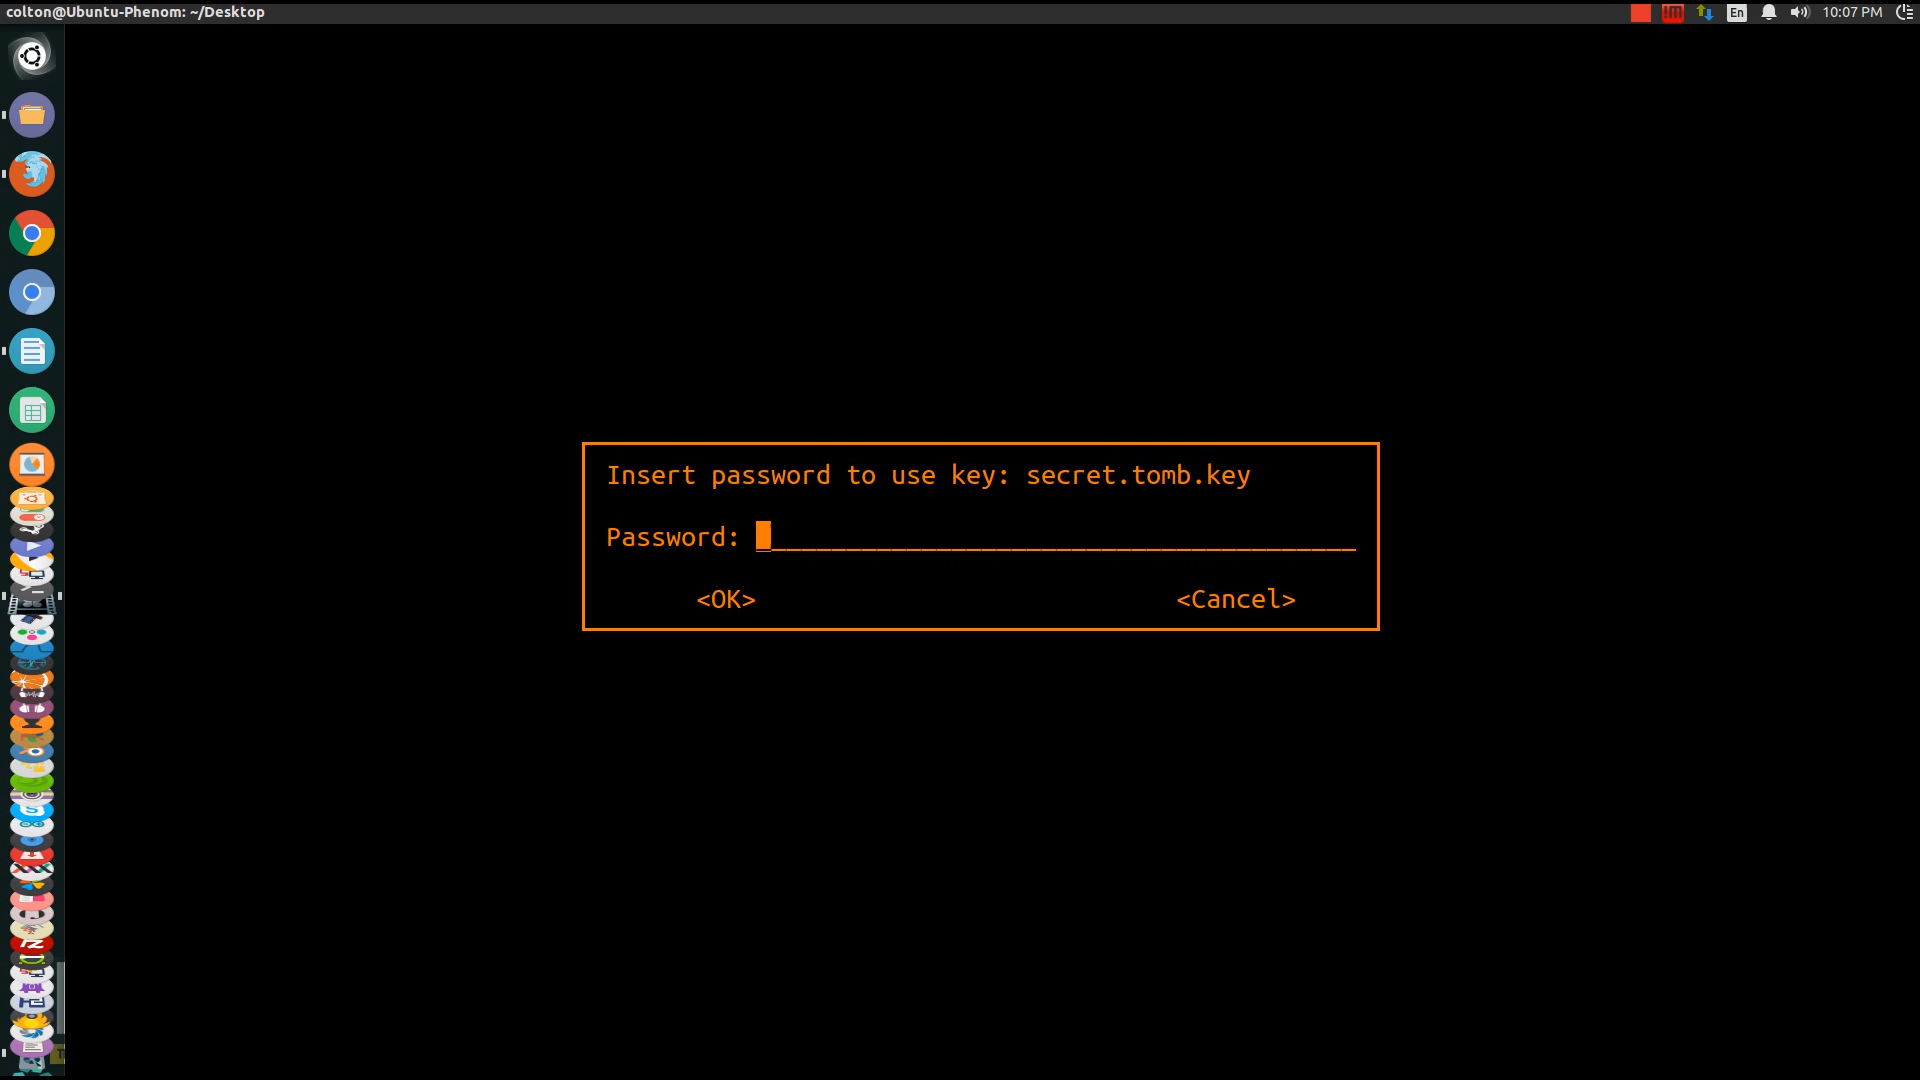 colton@Ubuntu-Phenom: ~/Desktop
En
10:07 PM
Insert password to use key: secret.tomb.key
Password:
<OK>
<Cancel>